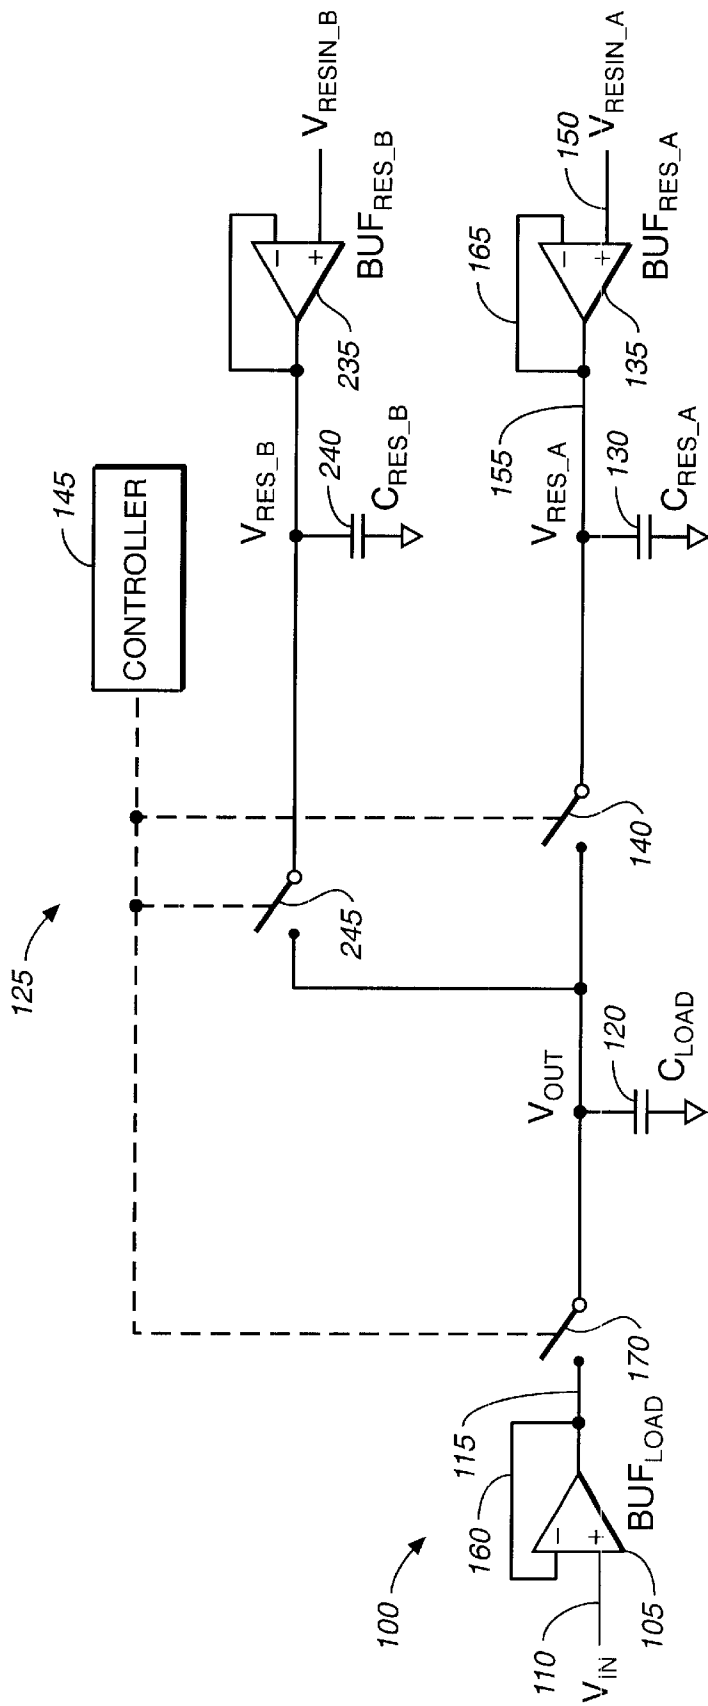 125
145
CONTROLLER
V_RESIN_B
BUF_RES_B
235
−
+
V_RES_B
240
C_RES_B
245
V_RESIN_A
150
BUF_RES_A
165
135
−
+
155
V_RES_A
130
C_RES_A
140
V_OUT
120
C_LOAD
170
115
160
BUF_LOAD
−
+
105
100
110
V_IN